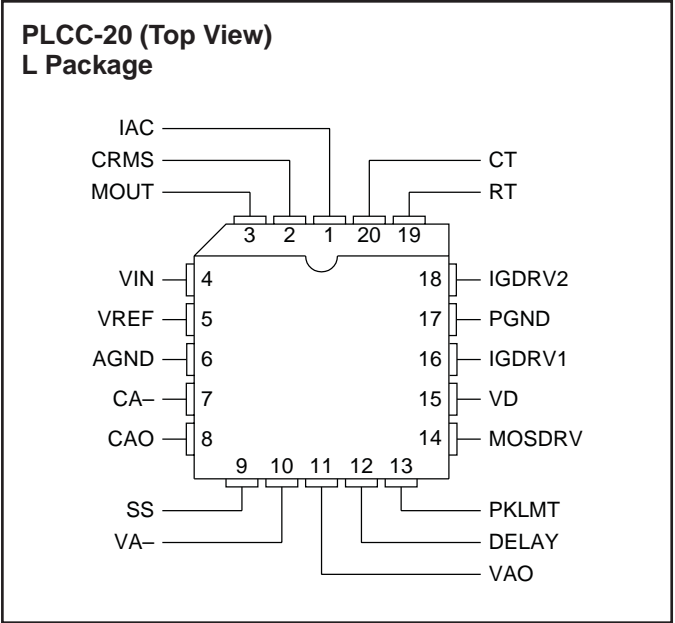 PLCC-20 (Top View)
L Package
IAC
CRMS
MOUT
CT
RT
3 2 1 20 19
VIN 4
VREF 5
AGND 6
CA– 7
CAO 8
18 IGDRV2
17 PGND
16 IGDRV1
15 VD
14 MOSDRV
9 10 11 12 13
SS
VA–
PKLMT
DELAY
VAO